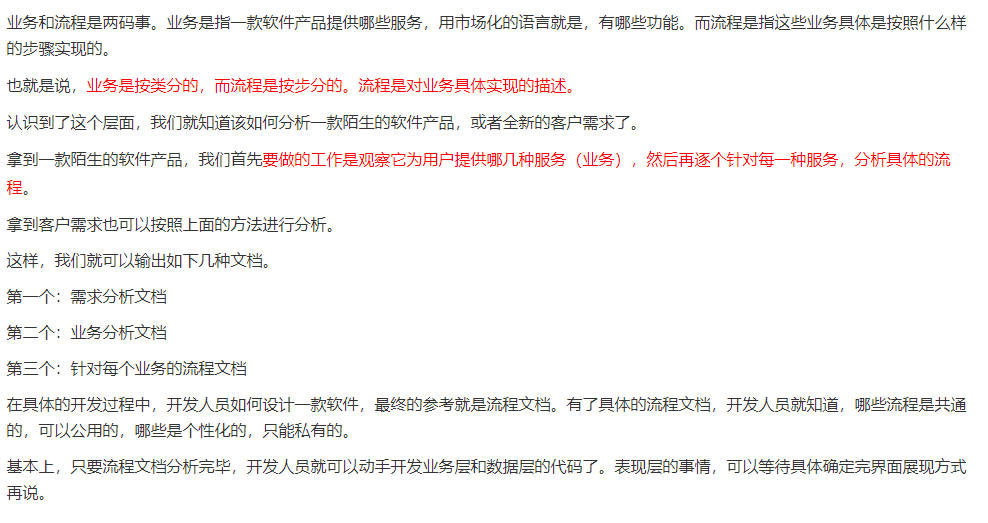 业务和流程是两码事。业务是指一款软件产品提供哪些服务，用市场化的语言就是，有哪些功能。而流程是指这些业务具体是按照什么样
的步骤实现的。
也就是说，业务是按类分的，而流程是按步分的。流程是对业务具体实现的描述。
认识到了这个层面，我们就知道该如何分析一款陌生的软件产品，或者全新的客户需求了。
拿到一款陌生的软件产品，我们首先要做的工作是观察它为用户提供哪几种服务（业务），然后再逐个针对每一种服务，分析具体的流
程。
拿到客户需求也可以按照上面的方法进行分析。
这样，我们就可以输出如下几种文档。
第一个：需求分析文档
第二个：业务分析文档
第三个：针对每个业务的流程文档
在具体的开发过程中，开发人员如何设计一款软件，最终的参考就是流程文档。有了具体的流程文档，开发人员就知道，哪些流程是共通
的，可以公用的，哪些是个性化的，只能私有的。
基本上，只要流程文档分析完毕，开发人员就可以动手开发业务层和数据层的代码了。表现层的事情，可以等待具体确定完界面展现方式
再说。